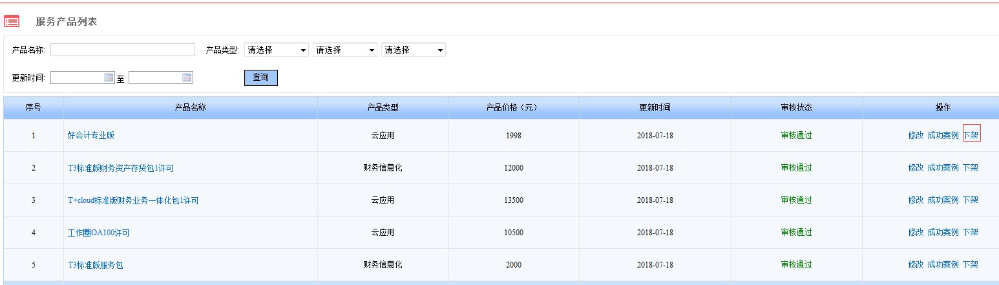 服务产品列表
产品名称: 产品类型: 请选择 请选择 请选择
更新时间: 至 查询
序号 产品名称 产品类型 产品价格（元） 更新时间 审核状态 操作
1 好会计专业版 云应用 1998 2018-07-18 审核通过 修改 成功案例 下架
2 T3标准版财务资产存货包1许可 财务信息化 12000 2018-07-18 审核通过 修改 成功案例 下架
3 T+cloud标准版财务业务一体化包1许可 云应用 13500 2018-07-18 审核通过 修改 成功案例 下架
4 工作圈OA100许可 云应用 10500 2018-07-18 审核通过 修改 成功案例 下架
5 T3标准版服务包 财务信息化 2000 2018-07-18 审核通过 修改 成功案例 下架